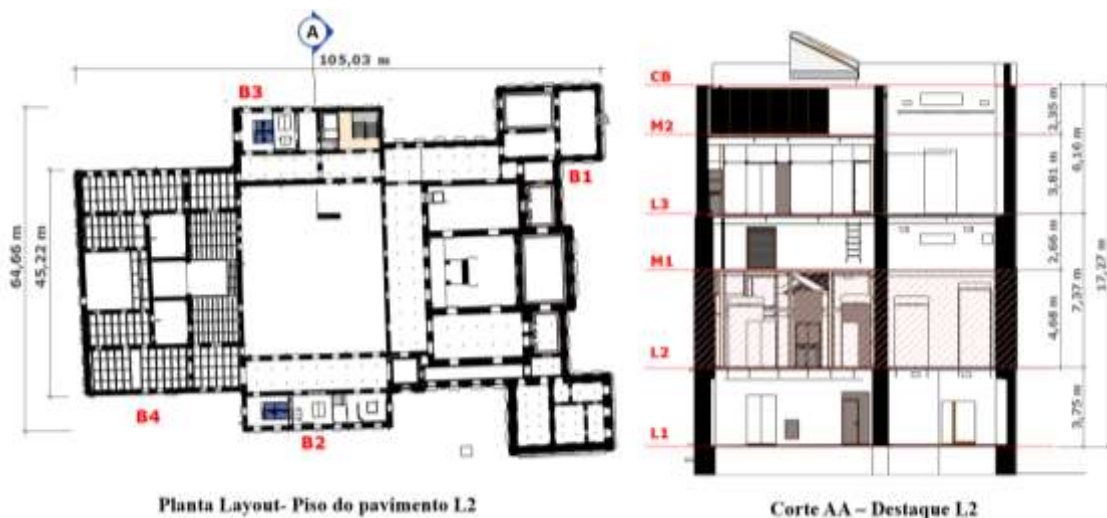 A
105,03 m
B3
B1
64,66 m
45,22 m
B4
B2
Planta Layout- Piso do pavimento L2
CB
M2
L3
M1
L2
L1
2,35 m
3,81 m
6,16 m
2,66 m
4,68 m
7,37 m
3,75 m
17,27 m
Corte AA – Destaque L2